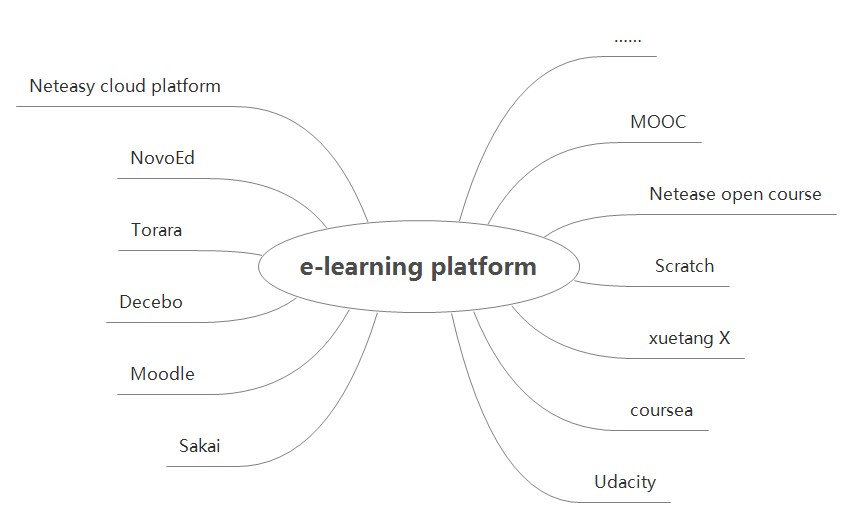 ......
Neteasy cloud platform
MOOC
NovoEd
Netease open course
Torara
e-learning platform
Scratch
Decebo
xuetang X
Moodle
coursea
Sakai
Udacity